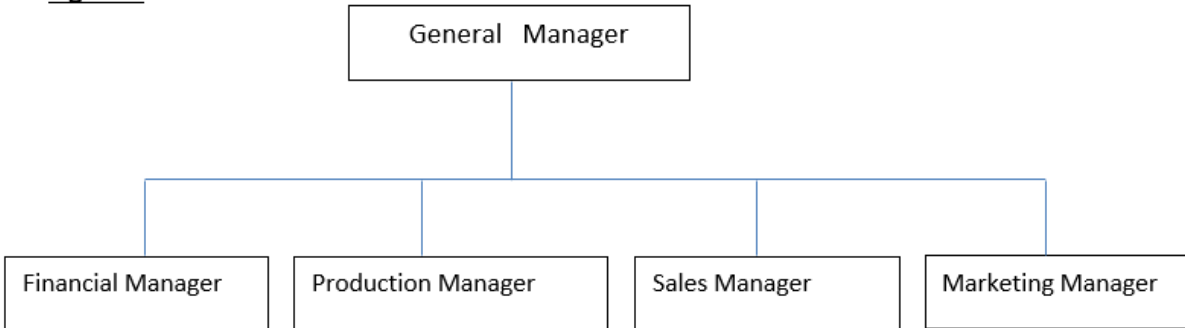 General Manager
Financial Manager
Production Manager
Sales Manager
Marketing Manager